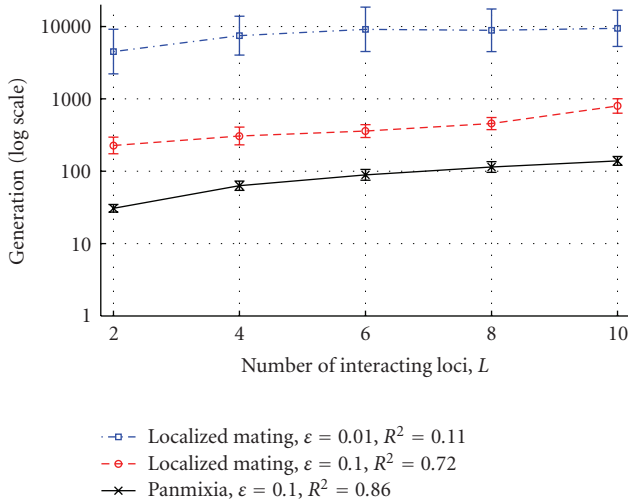 Generation (log scale)
10000
1000
100
10
1
2 4 6 8 10
Number of interacting loci, L
Localized mating, ε = 0.01, R² = 0.11
Localized mating, ε = 0.1, R² = 0.72
Panmixia, ε = 0.1, R² = 0.86